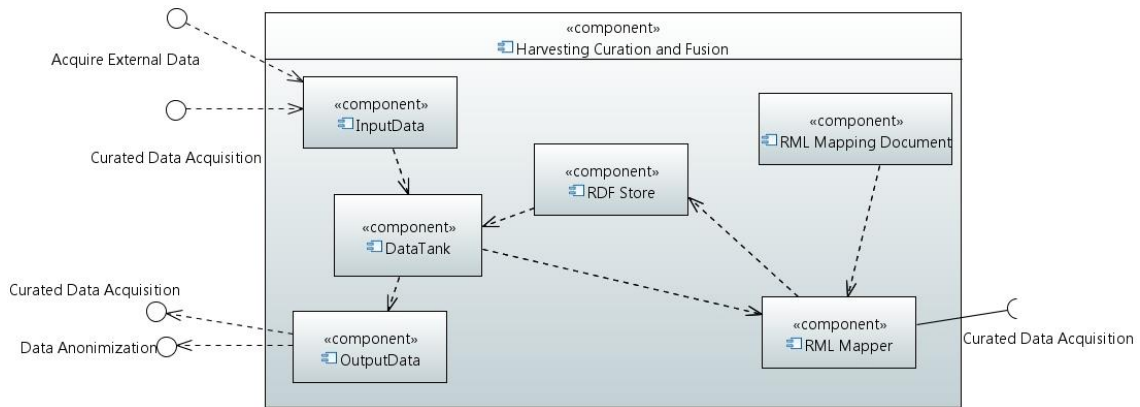 «component»
Harvesting Curation and Fusion
Acquire External Data
«component»
InputData
Curated Data Acquisition
«component»
RML Mapping Document
«component»
RDF Store
«component»
DataTank
Curated Data Acquisition
Data Anonimization
«component»
OutputData
«component»
RML Mapper
Curated Data Acquisition